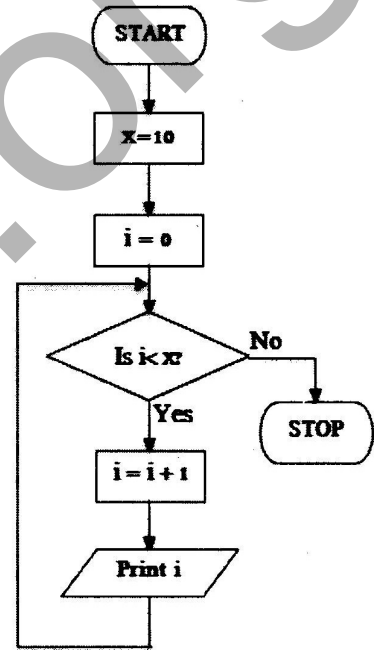 START
x=10
i = 0
Is i< x?
No
Yes
STOP
i = i + 1
Print i